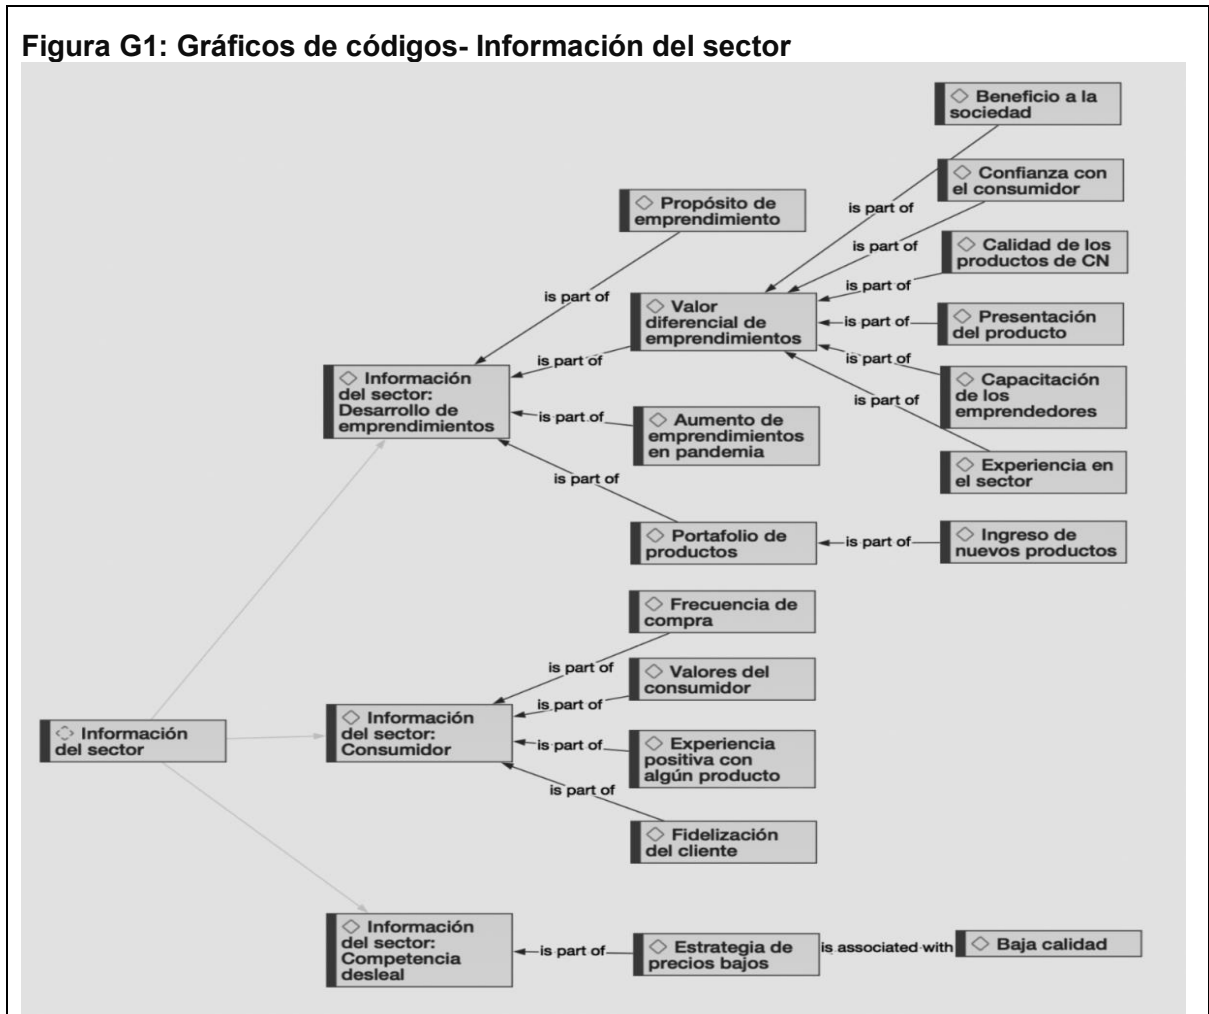 Figura G1: Gráficos de códigos- Información del sector
Beneficio a la
sociedad
Confianza con
el consumidor
Propósito de
emprendimiento
is part of
is part of
Calidad de los
productos de CN
is part of
is part of
Valor
diferencial de
emprendimientos
is part of
Presentación
del producto
is part of
is part of
Información
del sector:
Desarrollo de
emprendimientos
Capacitación
de los
emprendedores
is part of
is part of
Aumento de
emprendimientos
en pandemia
Experiencia en
el sector
is part of
Portafolio de
productos
is part of
Ingreso de
nuevos productos
Frecuencia de
compra
is part of
Valores del
consumidor
is part of
Información
del sector
Información
del sector:
Consumidor
is part of
Experiencia
positiva con
algún producto
is part of
Fidelización
del cliente
Información
del sector:
Competencia
desleal
is part of
Estrategia de
precios bajos
is associated with
Baja calidad